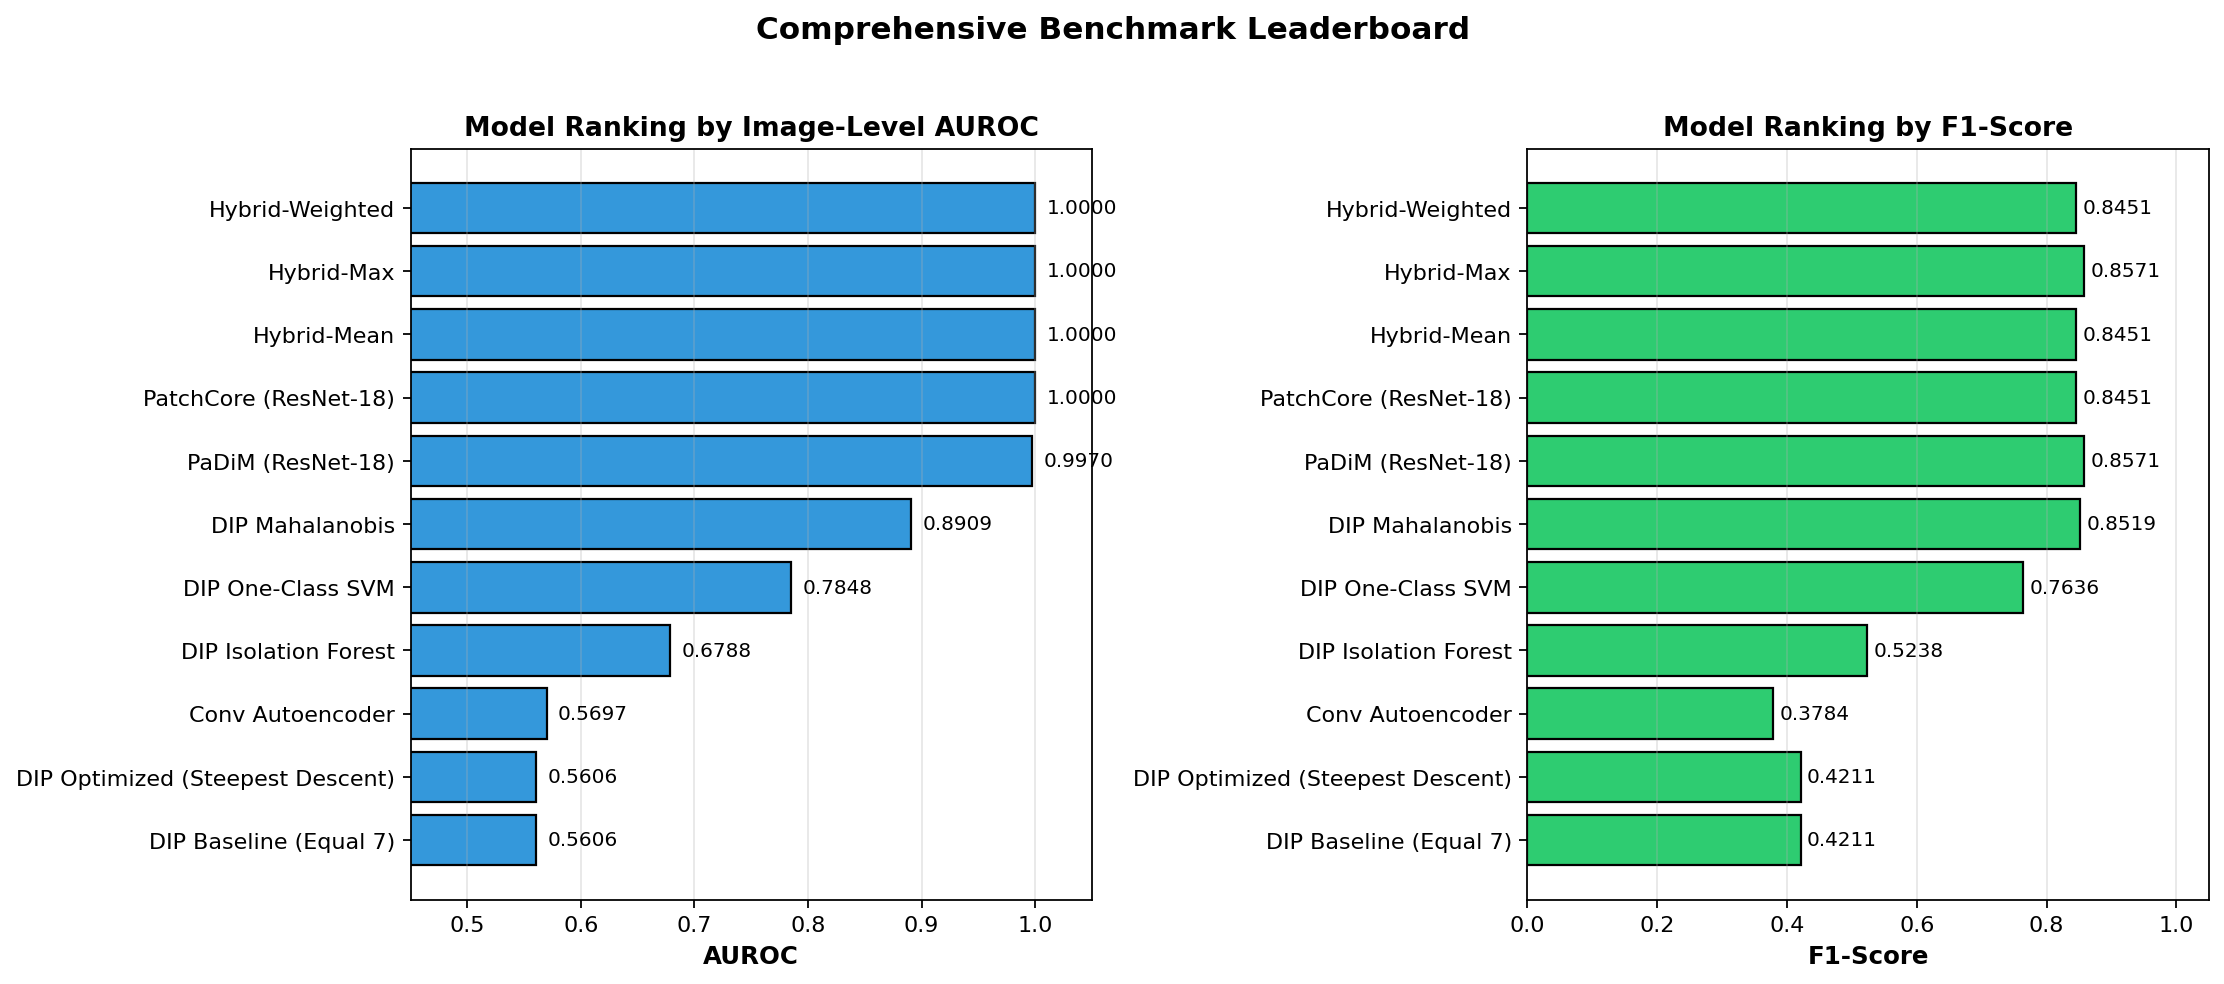 Comprehensive Benchmark Leaderboard
Model Ranking by Image-Level AUROC
Hybrid-Weighted 1.0000
Hybrid-Max 1.0000
Hybrid-Mean 1.0000
PatchCore (ResNet-18) 1.0000
PaDiM (ResNet-18) 0.9970
DIP Mahalanobis 0.8909
DIP One-Class SVM 0.7848
DIP Isolation Forest 0.6788
Conv Autoencoder 0.5697
DIP Optimized (Steepest Descent) 0.5606
DIP Baseline (Equal 7) 0.5606
0.5 0.6 0.7 0.8 0.9 1.0
AUROC
Model Ranking by F1-Score
Hybrid-Weighted 0.8451
Hybrid-Max 0.8571
Hybrid-Mean 0.8451
PatchCore (ResNet-18) 0.8451
PaDiM (ResNet-18) 0.8571
DIP Mahalanobis 0.8519
DIP One-Class SVM 0.7636
DIP Isolation Forest 0.5238
Conv Autoencoder 0.3784
DIP Optimized (Steepest Descent) 0.4211
DIP Baseline (Equal 7) 0.4211
0.0 0.2 0.4 0.6 0.8 1.0
F1-Score